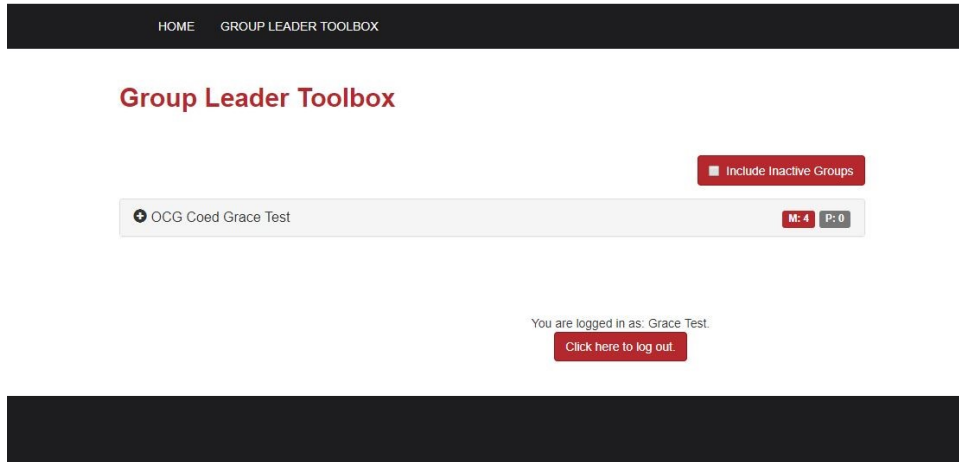 HOME GROUP LEADER TOOLBOX
Group Leader Toolbox
Include Inactive Groups
OCG Coed Grace Test M: 4 P: 0
You are logged in as: Grace Test.
Click here to log out.